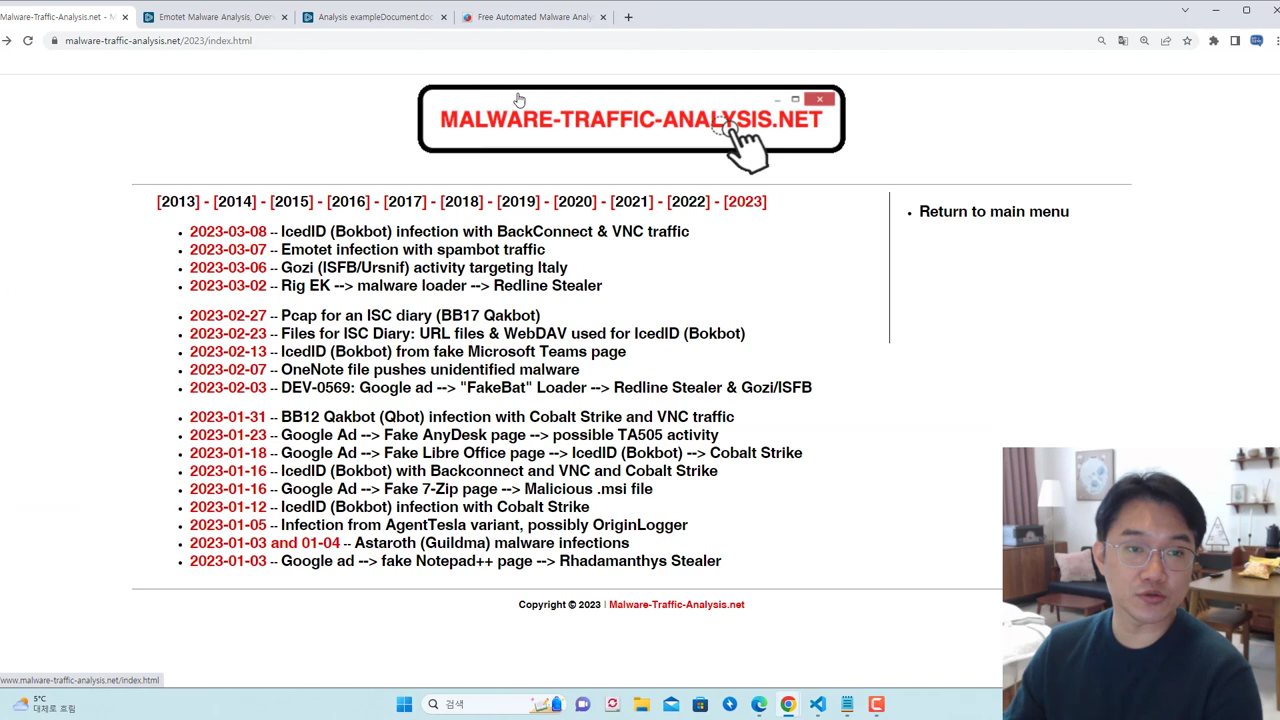 Malware-Traffic-Analysis.net - M
Emotet Malware Analysis, Overv
Analysis exampleDocument.doc
Free Automated Malware Analy
malware-traffic-analysis.net/2023/index.html
MALWARE-TRAFFIC-ANALYSIS.NET
[2013] - [2014] - [2015] - [2016] - [2017] - [2018] - [2019] - [2020] - [2021] - [2022] - [2023]
Return to main menu
2023-03-08 -- IcedID (Bokbot) infection with BackConnect & VNC traffic
2023-03-07 -- Emotet infection with spambot traffic
2023-03-06 -- Gozi (ISFB/Ursnif) activity targeting Italy
2023-03-02 -- Rig EK --> malware loader --> Redline Stealer
2023-02-27 -- Pcap for an ISC diary (BB17 Qakbot)
2023-02-23 -- Files for ISC Diary: URL files & WebDAV used for IcedID (Bokbot)
2023-02-13 -- IcedID (Bokbot) from fake Microsoft Teams page
2023-02-07 -- OneNote file pushes unidentified malware
2023-02-03 -- DEV-0569: Google ad --> "FakeBat" Loader --> Redline Stealer & Gozi/ISFB
2023-01-31 -- BB12 Qakbot (Qbot) infection with Cobalt Strike and VNC traffic
2023-01-23 -- Google Ad --> Fake AnyDesk page --> possible TA505 activity
2023-01-18 -- Google Ad --> Fake Libre Office page --> IcedID (Bokbot) --> Cobalt Strike
2023-01-16 -- IcedID (Bokbot) with Backconnect and VNC and Cobalt Strike
2023-01-16 -- Google Ad --> Fake 7-Zip page --> Malicious .msi file
2023-01-12 -- IcedID (Bokbot) infection with Cobalt Strike
2023-01-05 -- Infection from AgentTesla variant, possibly OriginLogger
2023-01-03 and 01-04 -- Astaroth (Guildma) malware infections
2023-01-03 -- Google ad --> fake Notepad++ page --> Rhadamanthys Stealer
Copyright © 2023 | Malware-Traffic-Analysis.net
www.malware-traffic-analysis.net/index.html
5°C
대체로 흐림
검색